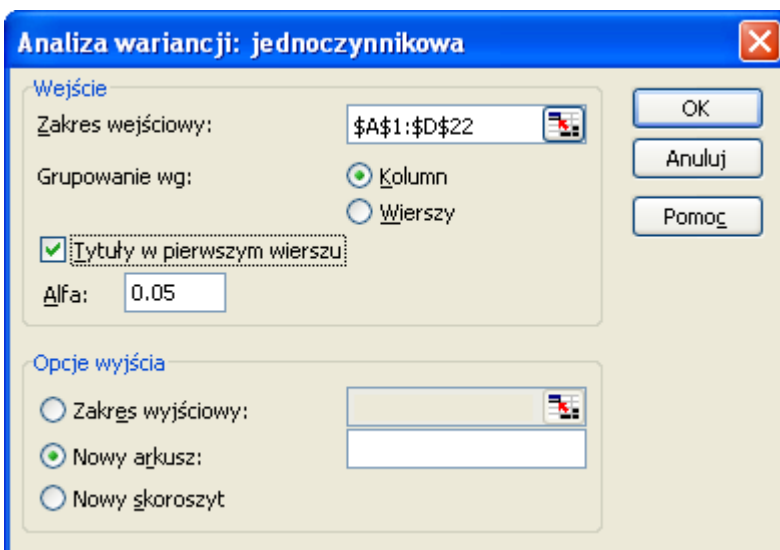 Analiza wariancji: jednoczynnikowa
Wejście
Zakres wejściowy: $A$1:$D$22
Grupowanie wg: Kolumn
Wierszy
Tytuły w pierwszym wierszu
Alfa: 0.05
OK
Anuluj
Pomoc
Opcje wyjścia
Zakres wyjściowy:
Nowy arkusz:
Nowy skoroszyt